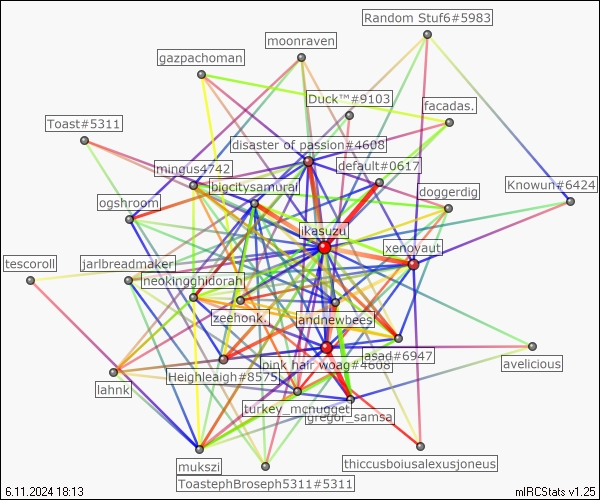 Random Stuf6#5983
moonraven
gazpachoman
Duck™#9103
facadas.
Toast#5311
disaster of passion#4608
default#0617
mingus4742
bigcitysamurai
Knowun#6424
doggerdig
ogshroom
ikasuzu
xenoyaut
tescoroll
jarlbreadmaker
neokingghidorah
zeehonk.
andnewbees
asad#6947
avelicious
pink hair woag#4608
Heighleaigh#8575
lahnk
turkey_mcnugget
gregor_samsa
mukszi
thiccusboiusalexusjoneus
ToastephBroseph5311#5311
6.11.2024 18:13
mIRCStats v1.25